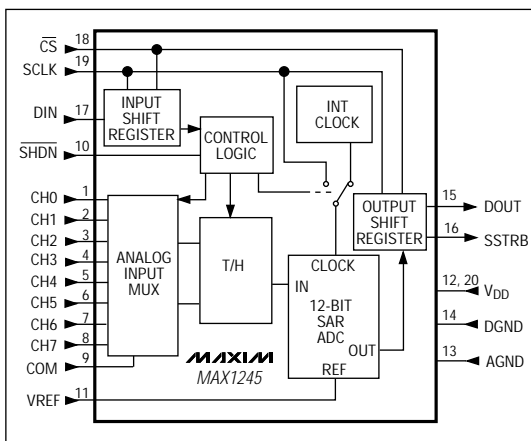 CS 18
SCLK 19
DIN 17
SHDN 10
CH0 1
CH1 2
CH2 3
CH3 4
CH4 5
CH5 6
CH6 7
CH7 8
COM 9
VREF 11
INPUT
SHIFT
REGISTER
CONTROL
LOGIC
INT
CLOCK
OUTPUT
SHIFT
REGISTER
ANALOG
INPUT
MUX
T/H
CLOCK
IN
12-BIT
SAR
ADC
OUT
REF
MAXIM
MAX1245
15 DOUT
16 SSTRB
12, 20 VDD
14 DGND
13 AGND